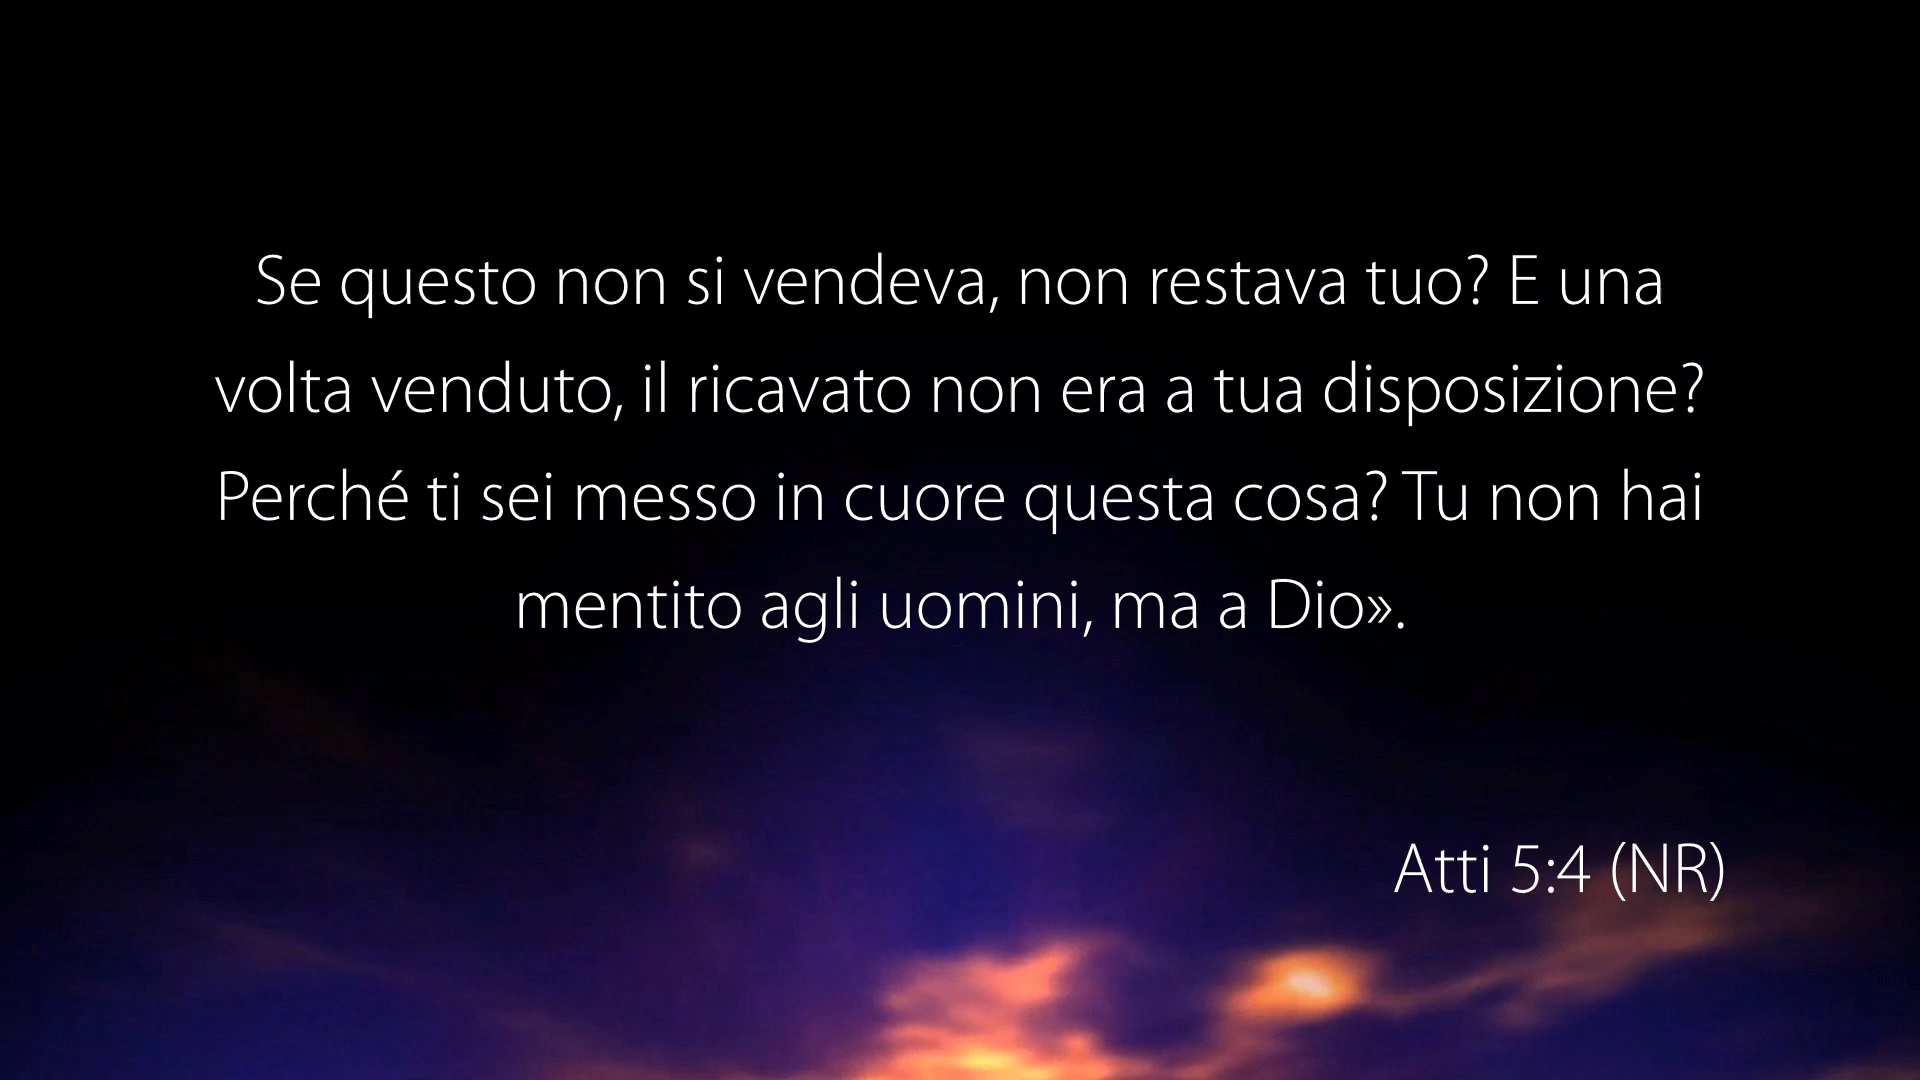 Se questo non si vendeva, non restava tuo? E una
volta venduto, il ricavato non era a tua disposizione?
Perché ti sei messo in cuore questa cosa? Tu non hai
mentito agli uomini, ma a Dio».
Atti 5:4 (NR)